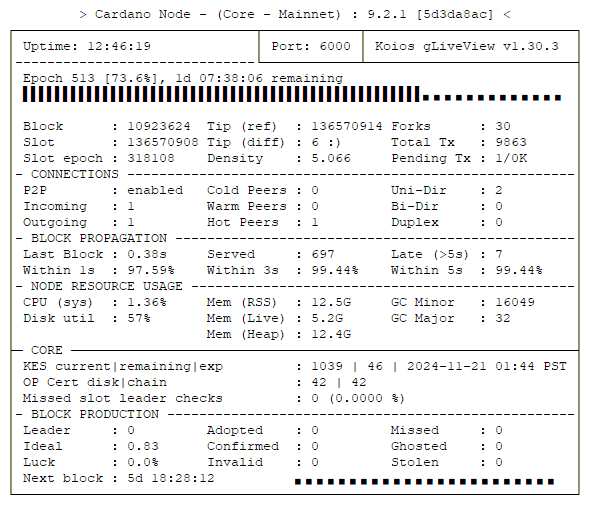 > Cardano Node - (Core - Mainnet) : 9.2.1 [5d3da8ac] <
Uptime: 12:46:19 Port: 6000 Koios gLiveView v1.30.3
Epoch 513 [73.6%], 1d 07:38:06 remaining
Block : 10923624 Tip (ref) : 136570914 Forks : 30
Slot : 136570908 Tip (diff) : 6 :) Total Tx : 9863
Slot epoch : 318108 Density : 5.066 Pending Tx : 1/0K
- CONNECTIONS
P2P : enabled Cold Peers : 0 Uni-Dir : 2
Incoming : 1 Warm Peers : 0 Bi-Dir : 0
Outgoing : 1 Hot Peers : 1 Duplex : 0
- BLOCK PROPAGATION
Last Block : 0.38s Served : 697 Late (>5s) : 7
Within 1s : 97.59% Within 3s : 99.44% Within 5s : 99.44%
- NODE RESOURCE USAGE
CPU (sys) : 1.36% Mem (RSS) : 12.5G GC Minor : 16049
Disk util : 57% Mem (Live) : 5.2G GC Major : 32
Mem (Heap) : 12.4G
CORE
KES current|remaining|exp : 1039 | 46 | 2024-11-21 01:44 PST
OP Cert disk|chain : 42 | 42
Missed slot leader checks : 0 (0.0000 %)
- BLOCK PRODUCTION
Leader : 0 Adopted : 0 Missed : 0
Ideal : 0.83 Confirmed : 0 Ghosted : 0
Luck : 0.0% Invalid : 0 Stolen : 0
Next block : 5d 18:28:12